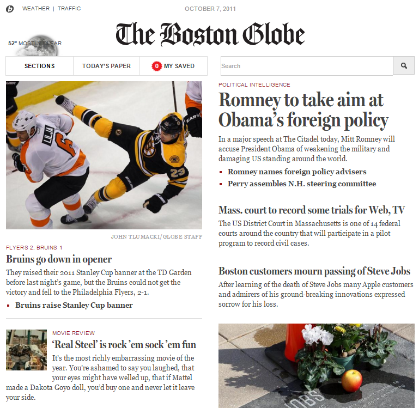 WEATHER | TRAFFIC
OCTOBER 7, 2011
The Boston Globe
52° MOSTLY CLEAR
SECTIONS
TODAY'S PAPER
0 MY SAVED
Search
JOHN TLUMACKI/GLOBE STAFF
FLYERS 2, BRUINS 1
Bruins go down in opener
They raised their 2011 Stanley Cup banner at the TD Garden
before last night's game, but the Bruins could not get the
victory and fell to the Philadelphia Flyers, 2-1.
Bruins raise Stanley Cup banner
MOVIE REVIEW
'Real Steel' is rock 'em sock 'em fun
It's the most richly embarrassing movie of the
year. You're ashamed to say you laughed, that
your eyes might have welled up, that if Mattel
made a Dakota Goyo doll, you'd buy one and never let it leave
your side.
POLITICAL INTELLIGENCE
Romney to take aim at
Obama's foreign policy
In a major speech at The Citadel today, Mitt Romney will
accuse President Obama of weakening the military and
damaging US standing around the world.
Romney names foreign policy advisers
Perry assembles N.H. steering committee
Mass. court to record some trials for Web, TV
The US District Court in Massachusetts is one of 14 federal
courts around the country that will participate in a pilot
program to record civil cases.
Boston customers mourn passing of Steve Jobs
After learning of the death of Steve Jobs many Apple customers
and admirers of his ground-breaking innovations expressed
sorrow for his loss.